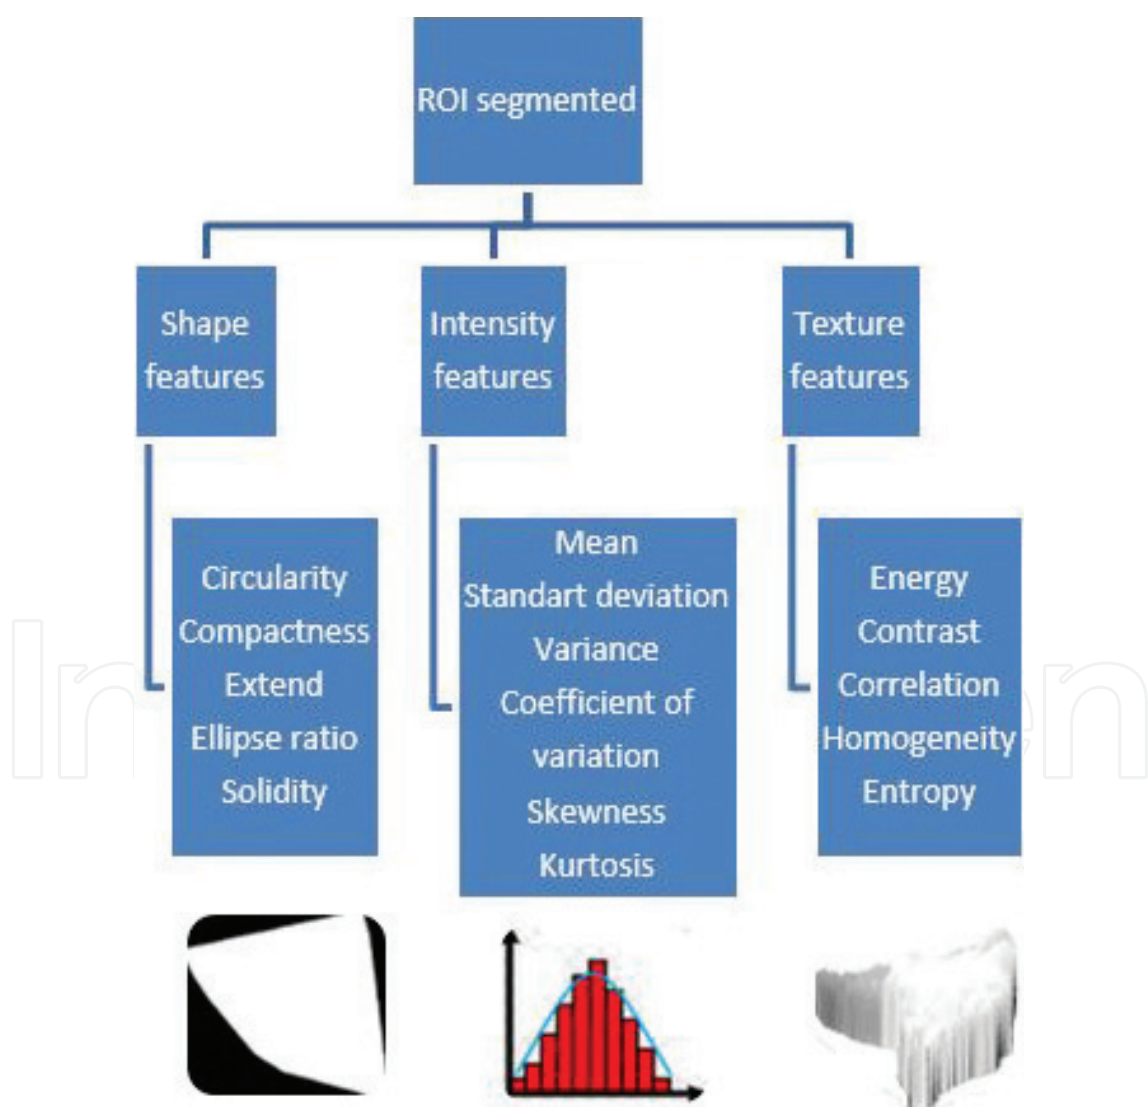 ROI segmented
Shape
features
Intensity
features
Texture
features
Circularity
Compactness
Extend
Ellipse ratio
Solidity
Mean
Standart deviation
Variance
Coefficient of
variation
Skewness
Kurtosis
Energy
Contrast
Correlation
Homogeneity
Entropy